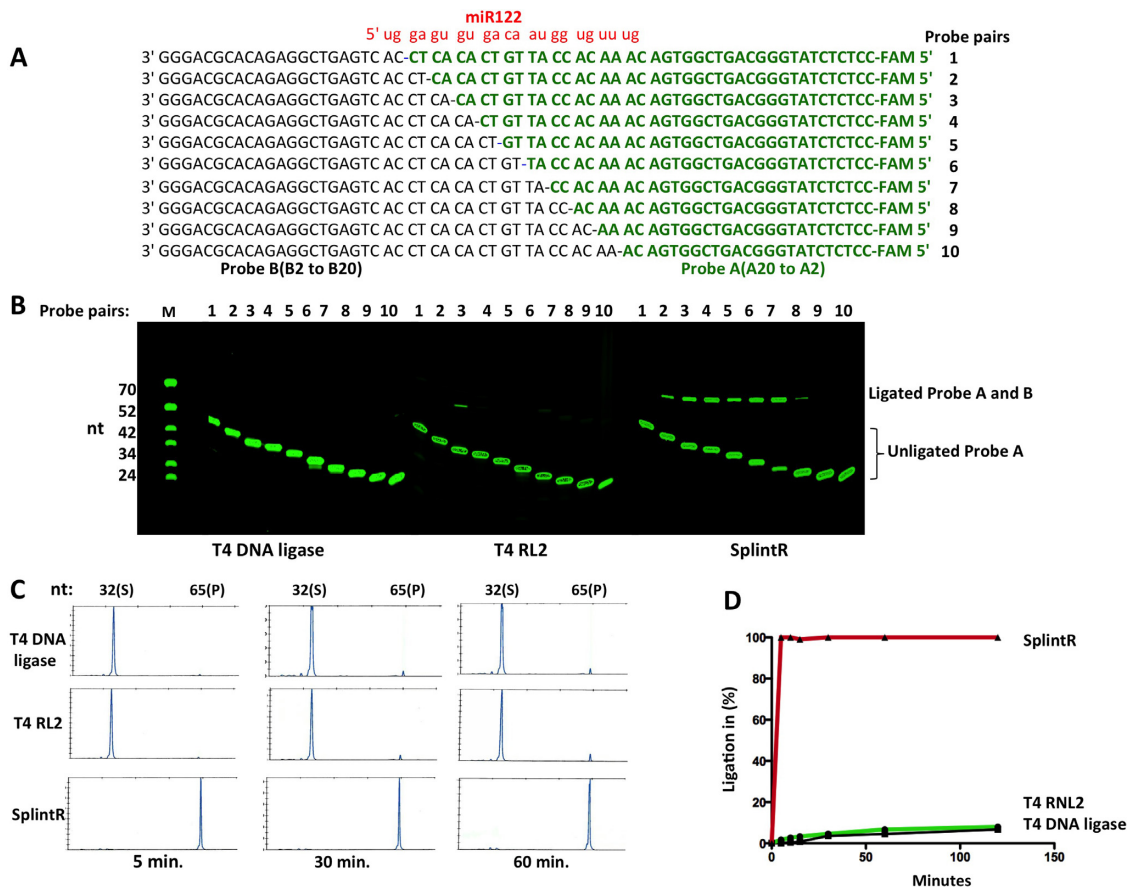 miR122
5' ug ga gu gu ga ca au gg ug uu ug
Probe pairs
A
3' GGGACGCACAGAGGCTGAGTC AC-CT CA CA CT GT TA CC AC AA AC AGTGGCTGACGGGTATCTCTCC-FAM 5' 1
3' GGGACGCACAGAGGCTGAGTC AC CT-CA CA CT GT TA CC AC AA AC AGTGGCTGACGGGTATCTCTCC-FAM 5' 2
3' GGGACGCACAGAGGCTGAGTC AC CT CA-CA CT GT TA CC AC AA AC AGTGGCTGACGGGTATCTCTCC-FAM 5' 3
3' GGGACGCACAGAGGCTGAGTC AC CT CA CA-CT GT TA CC AC AA AC AGTGGCTGACGGGTATCTCTCC-FAM 5' 4
3' GGGACGCACAGAGGCTGAGTC AC CT CA CA CT-GT TA CC AC AA AC AGTGGCTGACGGGTATCTCTCC-FAM 5' 5
3' GGGACGCACAGAGGCTGAGTC AC CT CA CA CT GT-TA CC AC AA AC AGTGGCTGACGGGTATCTCTCC-FAM 5' 6
3' GGGACGCACAGAGGCTGAGTC AC CT CA CA CT GT TA-CC AC AA AC AGTGGCTGACGGGTATCTCTCC-FAM 5' 7
3' GGGACGCACAGAGGCTGAGTC AC CT CA CA CT GT TA CC-AC AA AC AGTGGCTGACGGGTATCTCTCC-FAM 5' 8
3' GGGACGCACAGAGGCTGAGTC AC CT CA CA CT GT TA CC AC-AA AC AGTGGCTGACGGGTATCTCTCC-FAM 5' 9
3' GGGACGCACAGAGGCTGAGTC AC CT CA CA CT GT TA CC AC AA-AC AGTGGCTGACGGGTATCTCTCC-FAM 5' 10
Probe B(B2 to B20) Probe A(A20 to A2)
B
Probe pairs: M 1 2 3 4 5 6 7 8 9 10 1 2 3 4 5 6 7 8 9 10 1 2 3 4 5 6 7 8 9 10
70
52
nt 42
34
24
Ligated Probe A and B
Unligated Probe A
T4 DNA ligase T4 RL2 SplintR
C
nt: 32(S) 65(P) 32(S) 65(P) 32(S) 65(P)
T4 DNA
ligase
T4 RL2
SplintR
5 min. 30 min. 60 min.
D
100
80
60
40
20
0
Ligation in (%)
SplintR
T4 RNL2
T4 DNA ligase
0 50 100 150
Minutes